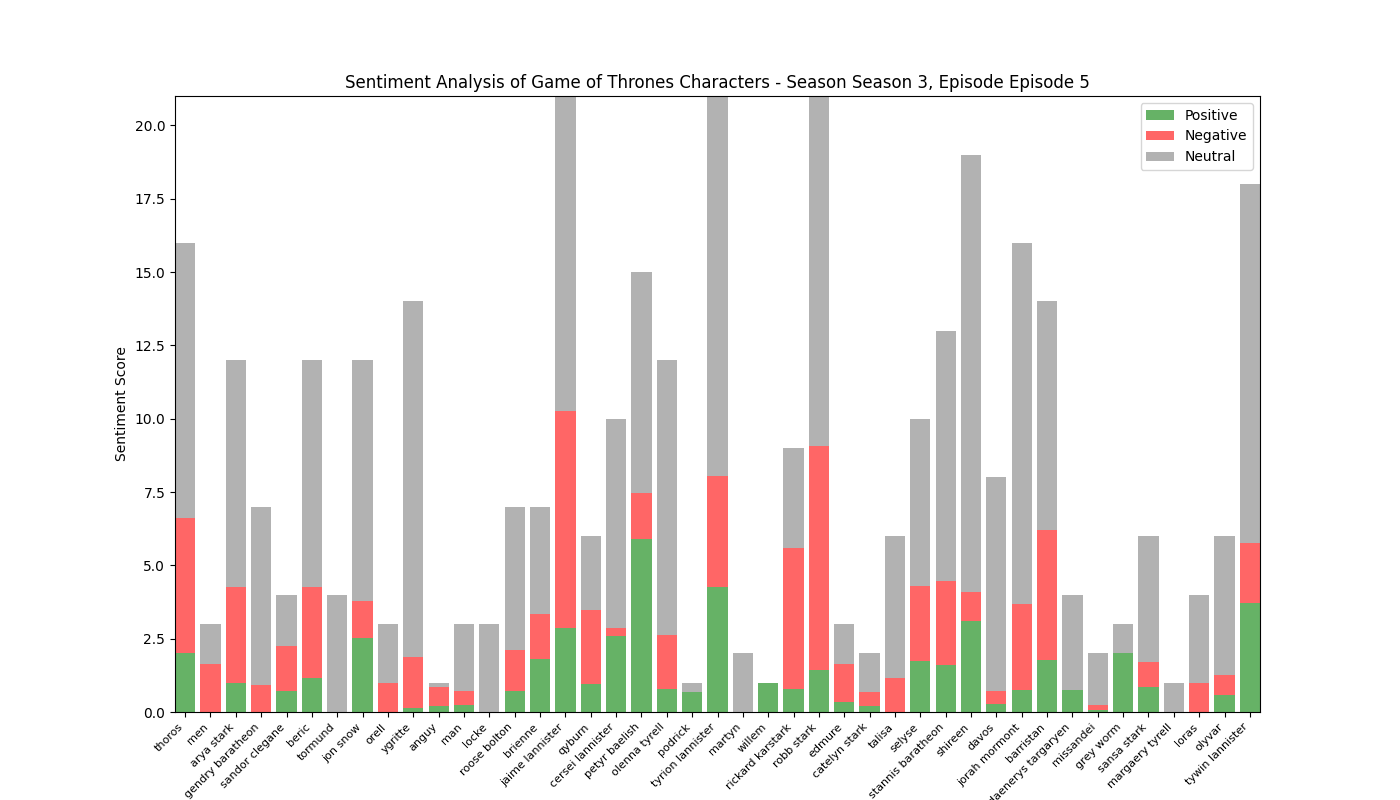 Sentiment Analysis of Game of Thrones Characters - Season Season 3, Episode Episode 5
Positive
Negative
Neutral
Sentiment Score
20.0
17.5
15.0
12.5
10.0
7.5
5.0
2.5
0.0
thoros
men
arya stark
gendry baratheon
sandor clegane
beric
tormund
jon snow
orell
ygritte
anguy
man
locke
roose bolton
brienne
jaime lannister
qyburn
cersei lannister
petyr baelish
olenna tyrell
podrick
tyrion lannister
martyn
willem
rickard karstark
robb stark
edmure
catelyn stark
talisa
selyse
stannis baratheon
shireen
davos
jorah mormont
barristan
daenerys targaryen
missandei
grey worm
sansa stark
margaery tyrell
loras
olyvar
tywin lannister